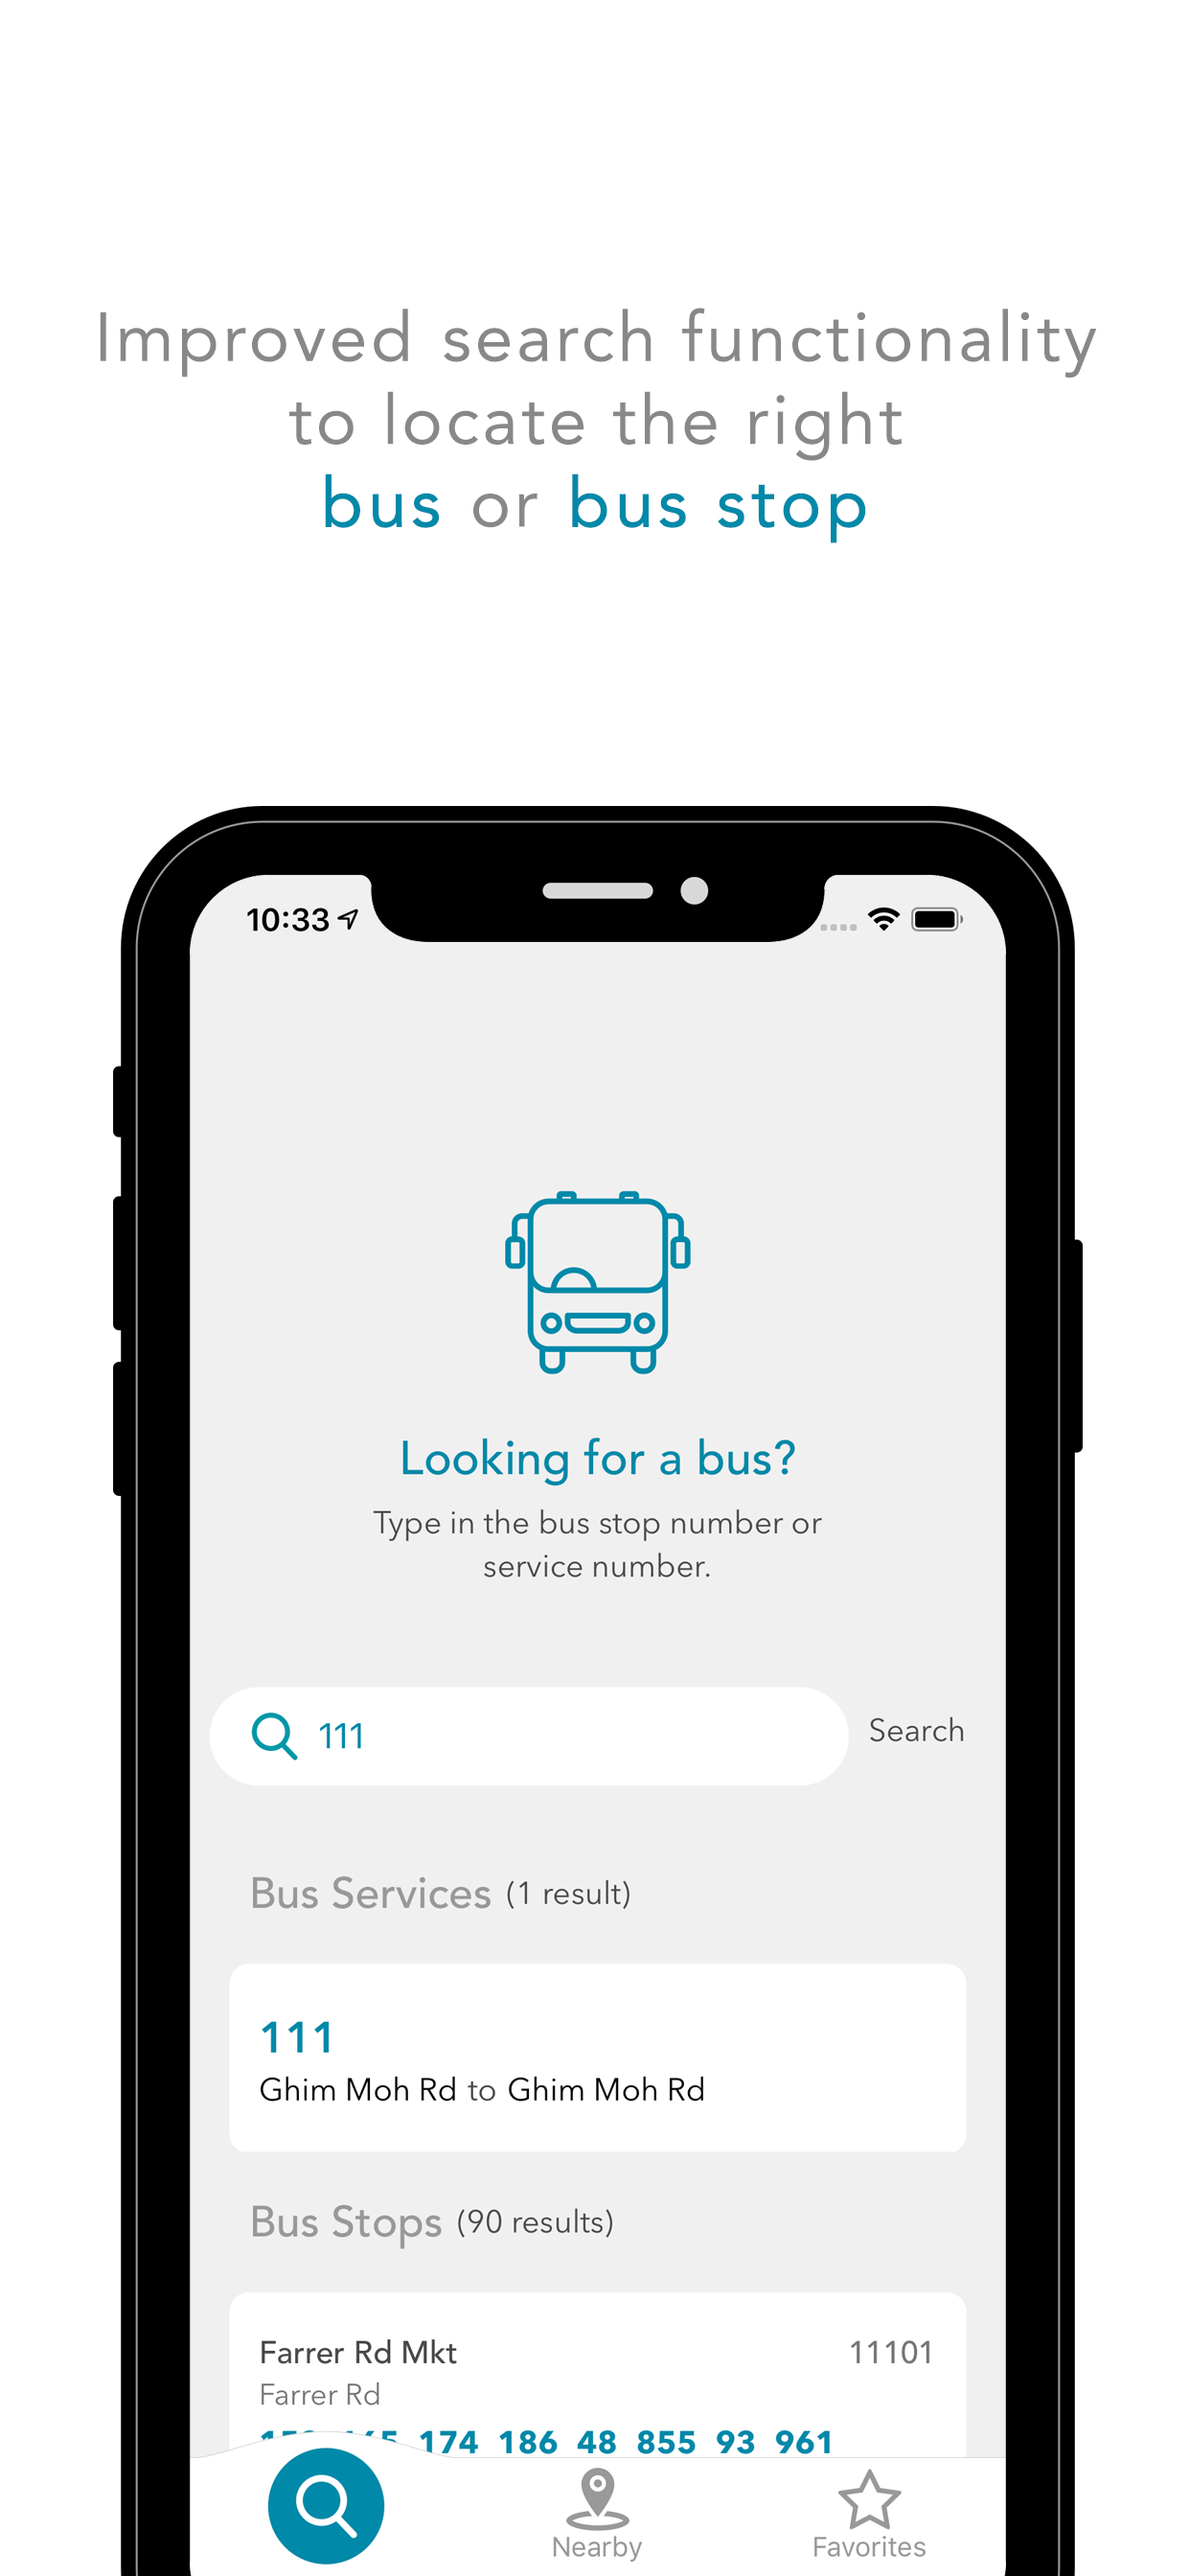 Improved search functionality
to locate the right
bus or bus stop
10:33
Looking for a bus?
Type in the bus stop number or
service number.
111
Search
Bus Services (1 result)
111
Ghim Moh Rd to Ghim Moh Rd
Bus Stops (90 results)
Farrer Rd Mkt 11101
Farrer Rd
174 186 48 855 93 961
Nearby
Favorites